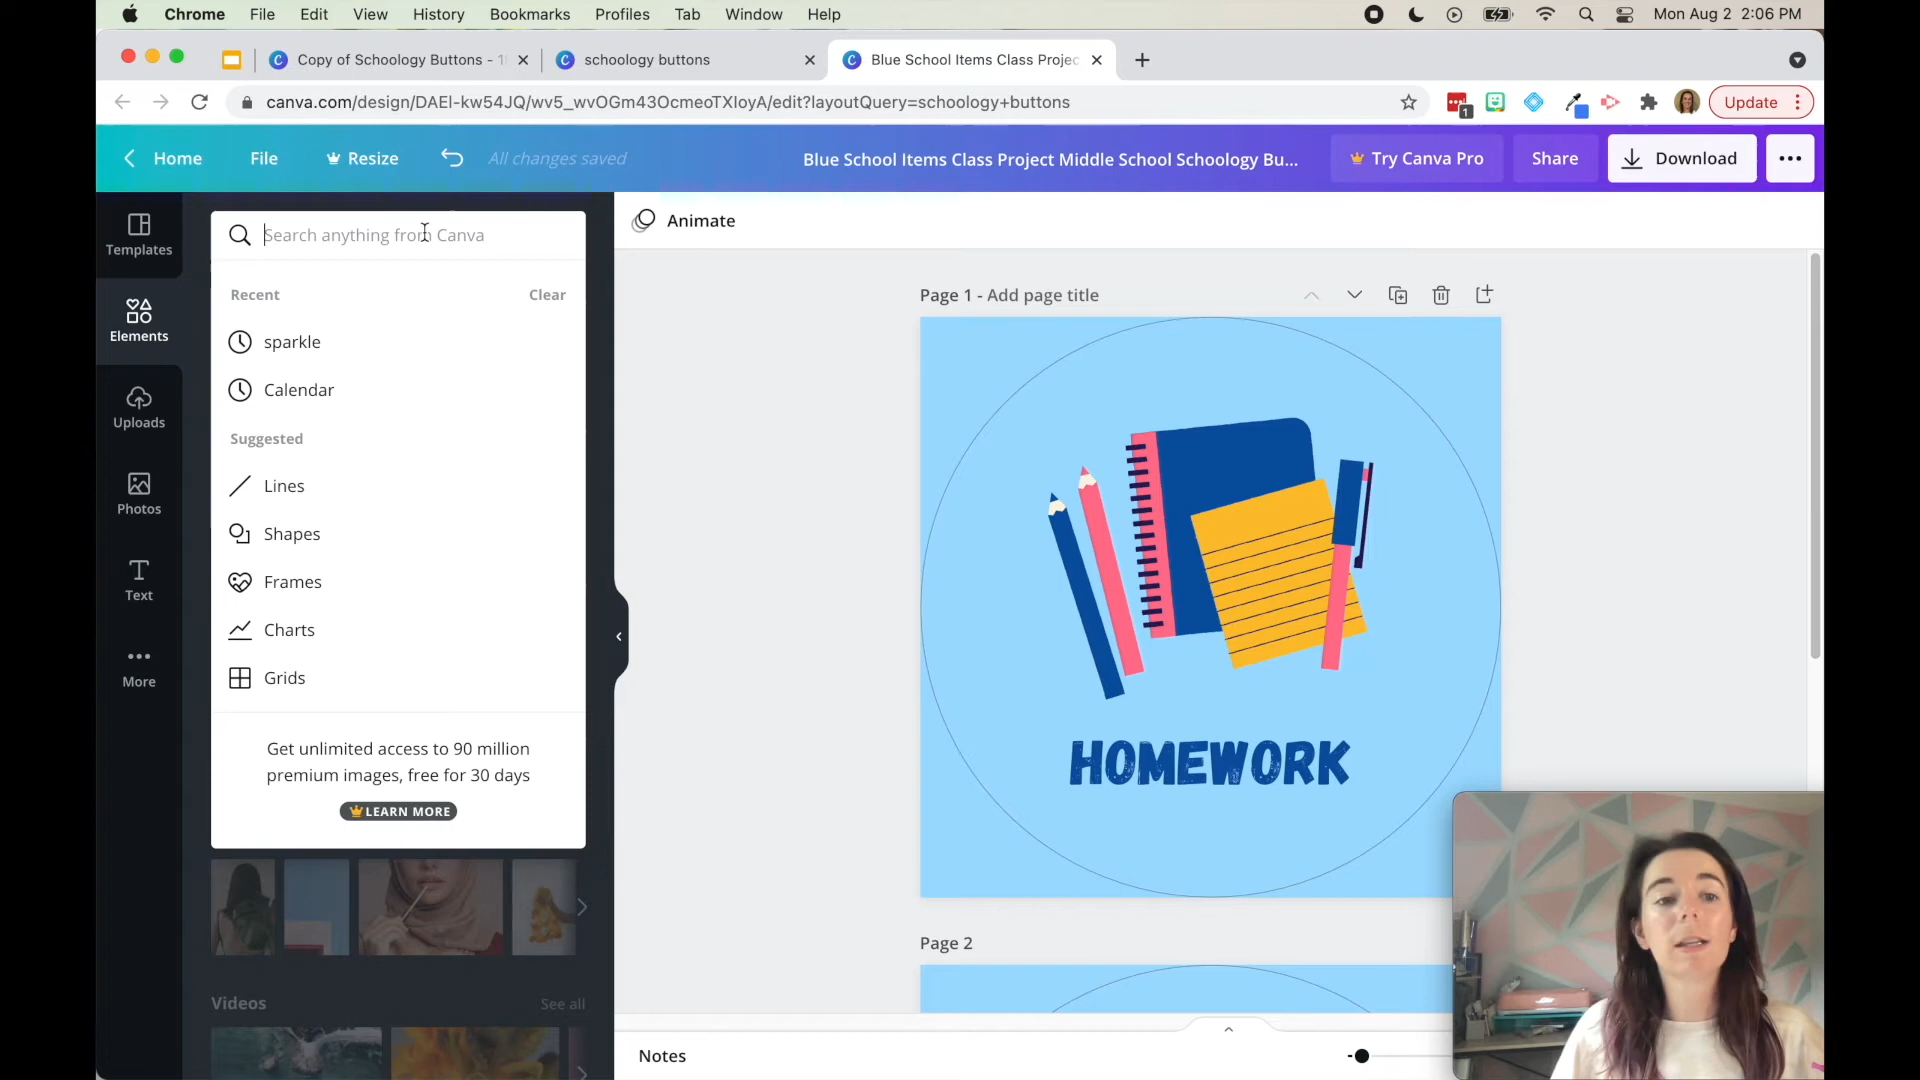 Chrome File Edit View History Bookmarks Profiles Tab Window Help Mon Aug 2 2:06 PM
Copy of Schoology Buttons - schoology buttons Blue School Items Class Projec
canva.com/design/DAEl-kw54JQ/wv5_wvOGm43OcmeoTXIoyA/edit?layoutQuery=schoology+buttons 1 Update
Home File Resize All changes saved Blue School Items Class Project Middle School Schoology Bu... Try Canva Pro Share Download
Templates
Elements
Uploads
Photos
Text
More
Search anything from Canva
Recent Clear
sparkle
Calendar
Suggested
Lines
Shapes
Frames
Charts
Grids
Get unlimited access to 90 million
premium images, free for 30 days
LEARN MORE
Videos See all
Animate
Page 1 - Add page title
HOMEWORK
Page 2
Notes